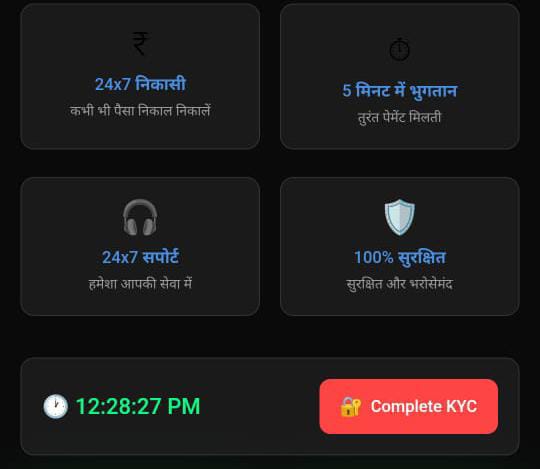 ₹
24x7 निकासी
कभी भी पैसा निकाल निकालें
5 मिनट में भुगतान
तुरंत पेमेंट मिलती
24x7 सपोर्ट
हमेशा आपकी सेवा में
100% सुरक्षित
सुरक्षित और भरोसेमंद
12:28:27 PM
Complete KYC